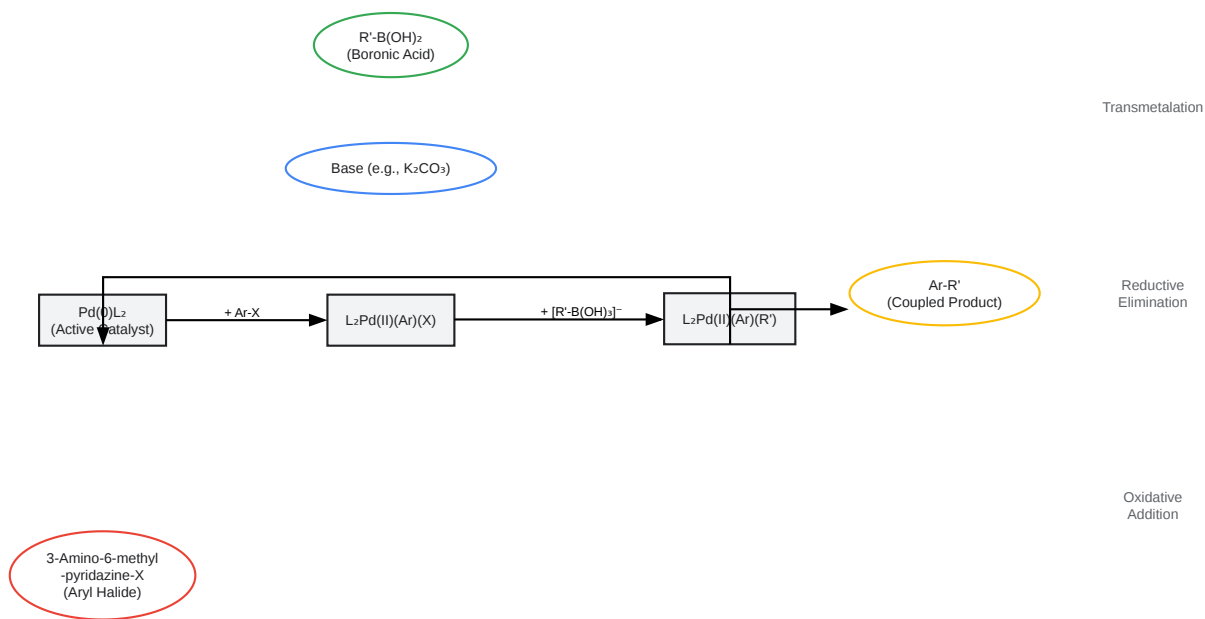 R'-B(OH)₂
(Boronic Acid)
Transmetalation
Base (e.g., K₂CO₃)
Ar-R'
(Coupled Product)
Reductive
Elimination
Pd(0)L₂
(Active Catalyst)
+ Ar-X
L₂Pd(II)(Ar)(X)
+ [R'-B(OH)₃]⁻
L₂Pd(II)(Ar)(R')
Oxidative
Addition
3-Amino-6-methyl
-pyridazine-X
(Aryl Halide)